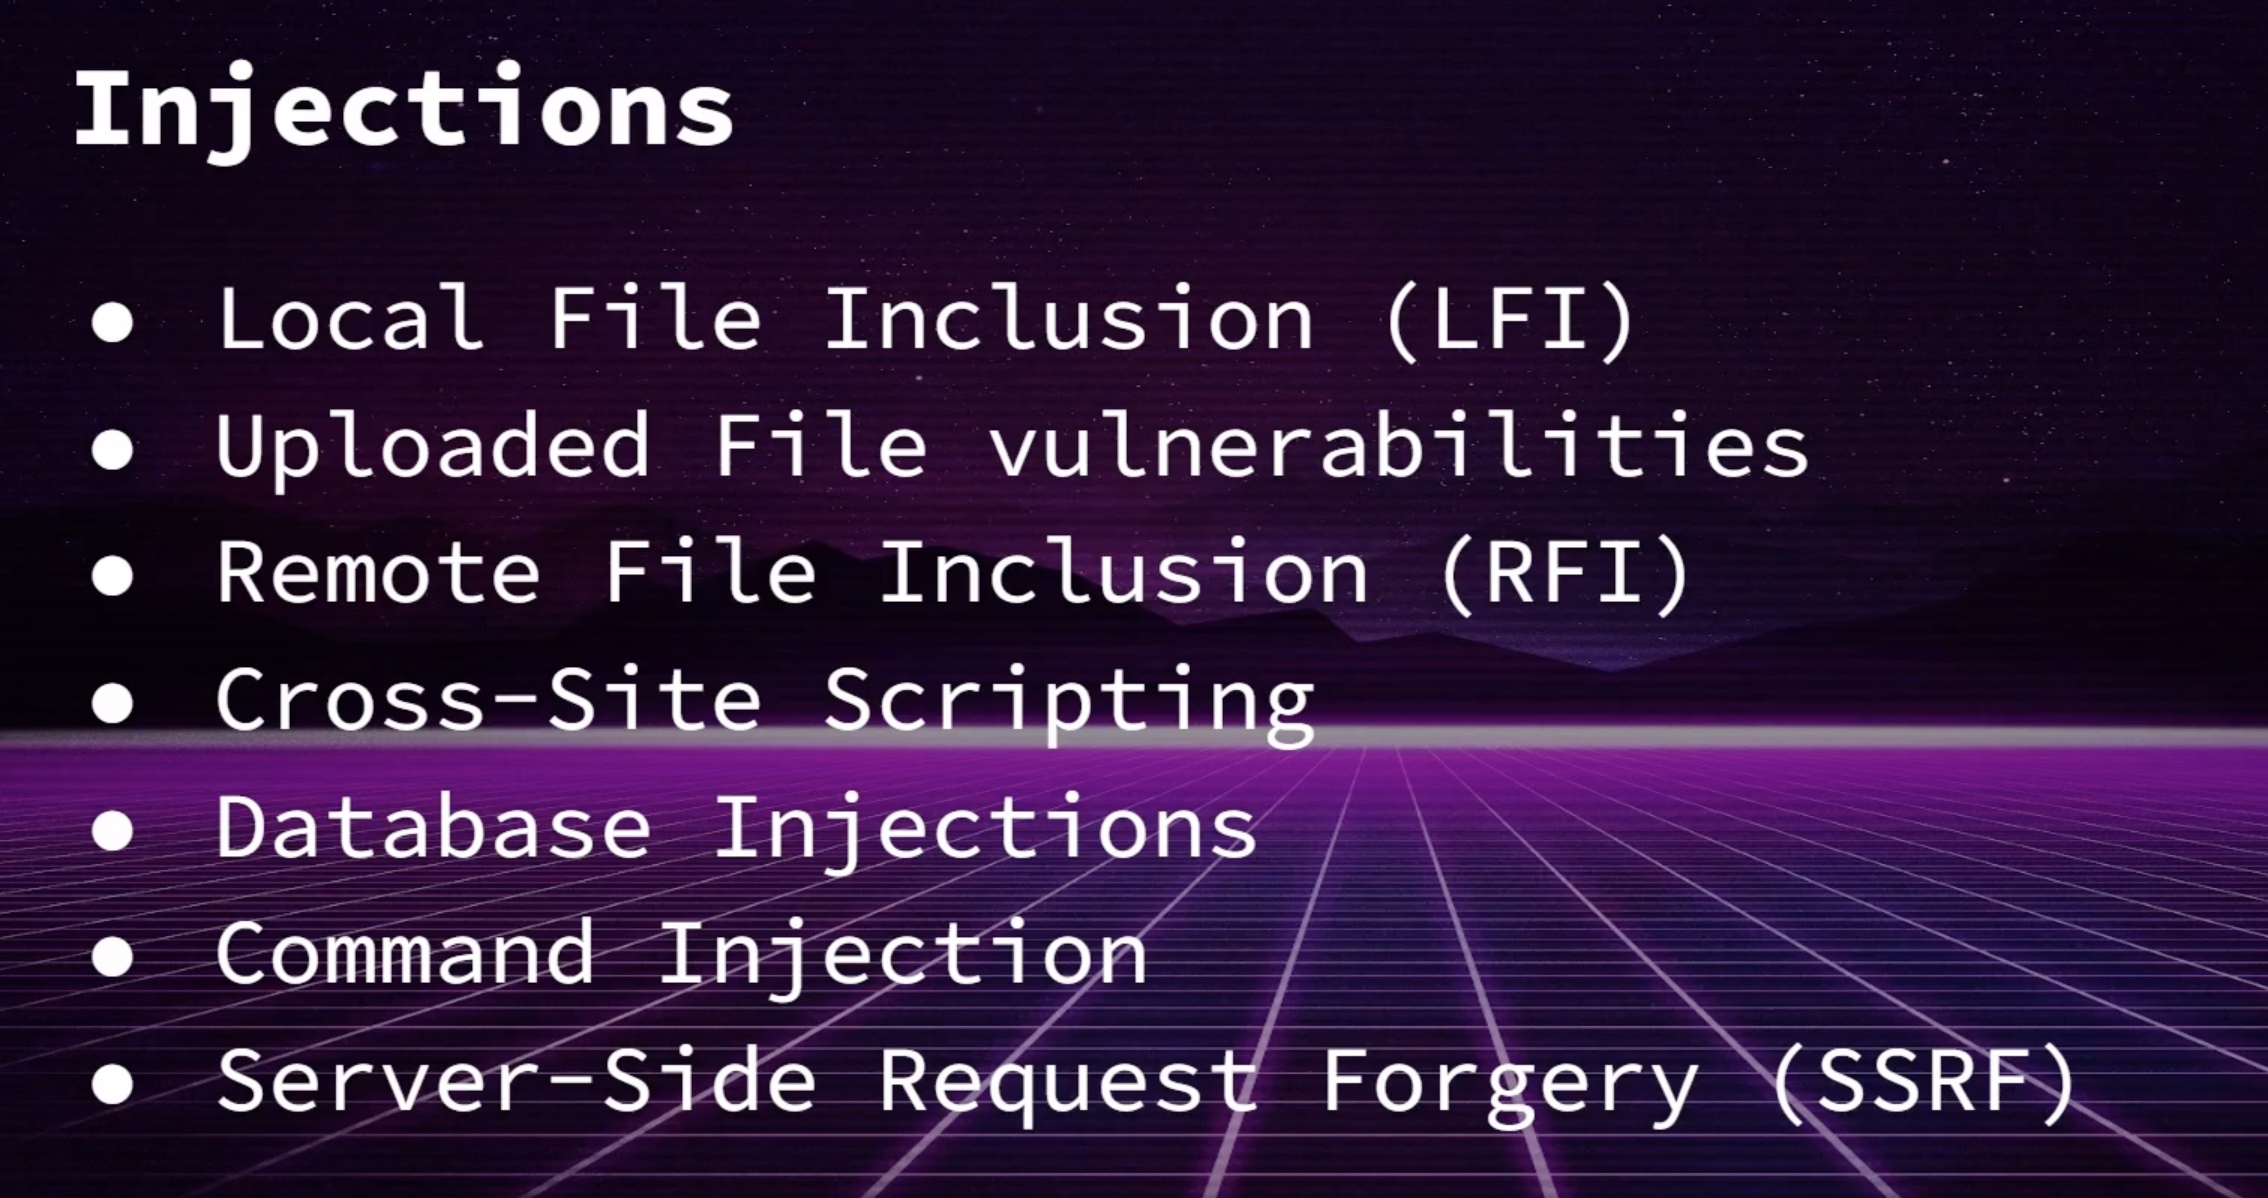 Injections
● Local File Inclusion (LFI)
● Uploaded File vulnerabilities
● Remote File Inclusion (RFI)
● Cross-Site Scripting
● Database Injections
● Command Injection
● Server-Side Request Forgery (SSRF)